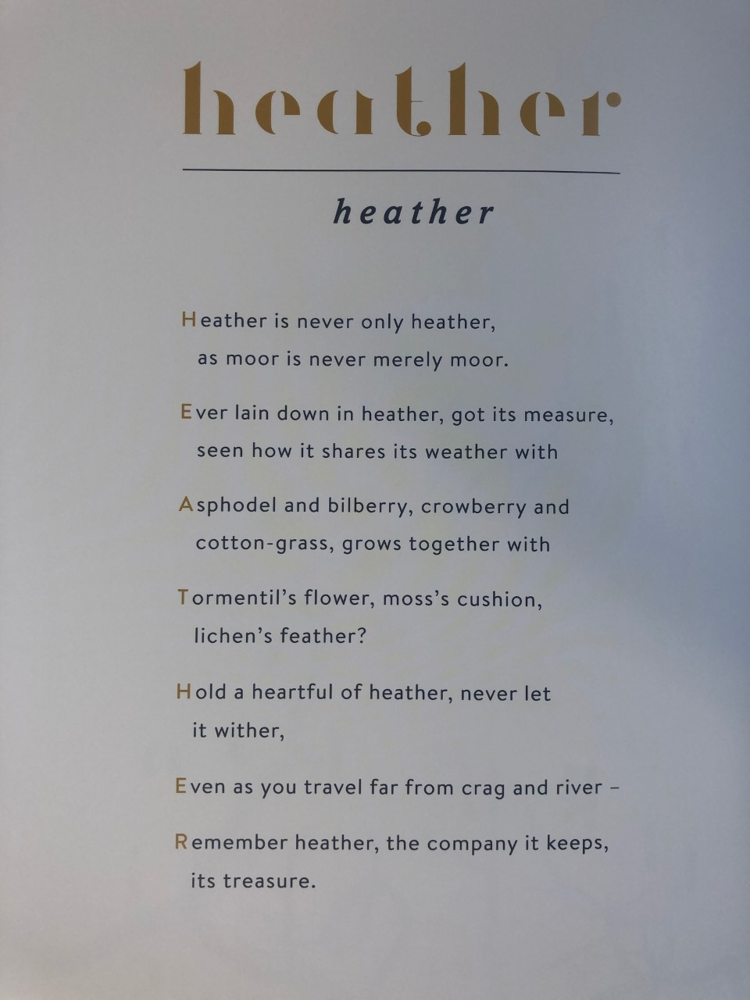 heather
heather
Heather is never only heather,
as moor is never merely moor.
Ever lain down in heather, got its measure,
seen how it shares its weather with
Asphodel and bilberry, crowberry and
cotton-grass, grows together with
Tormentil’s flower, moss’s cushion,
lichen’s feather?
Hold a heartful of heather, never let
it wither,
Even as you travel far from crag and river –
Remember heather, the company it keeps,
its treasure.